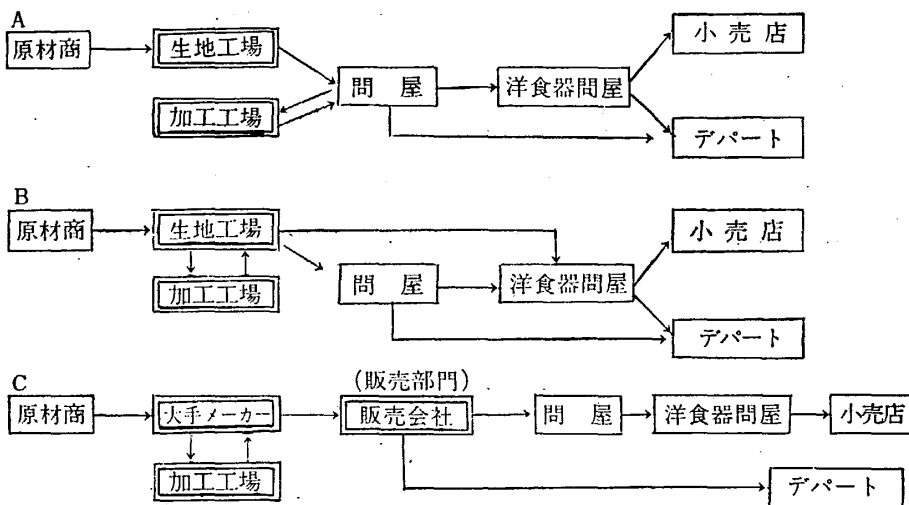 A
原材商
生地工場
加工工場
問屋
洋食器問屋
小売店
デパート
B
原材商
生地工場
加工工場
問屋
洋食器問屋
小売店
デパート
C
原材商
大手メーカー
加工工場
(販売部門)
販売会社
問屋
洋食器問屋
小売店
デパート